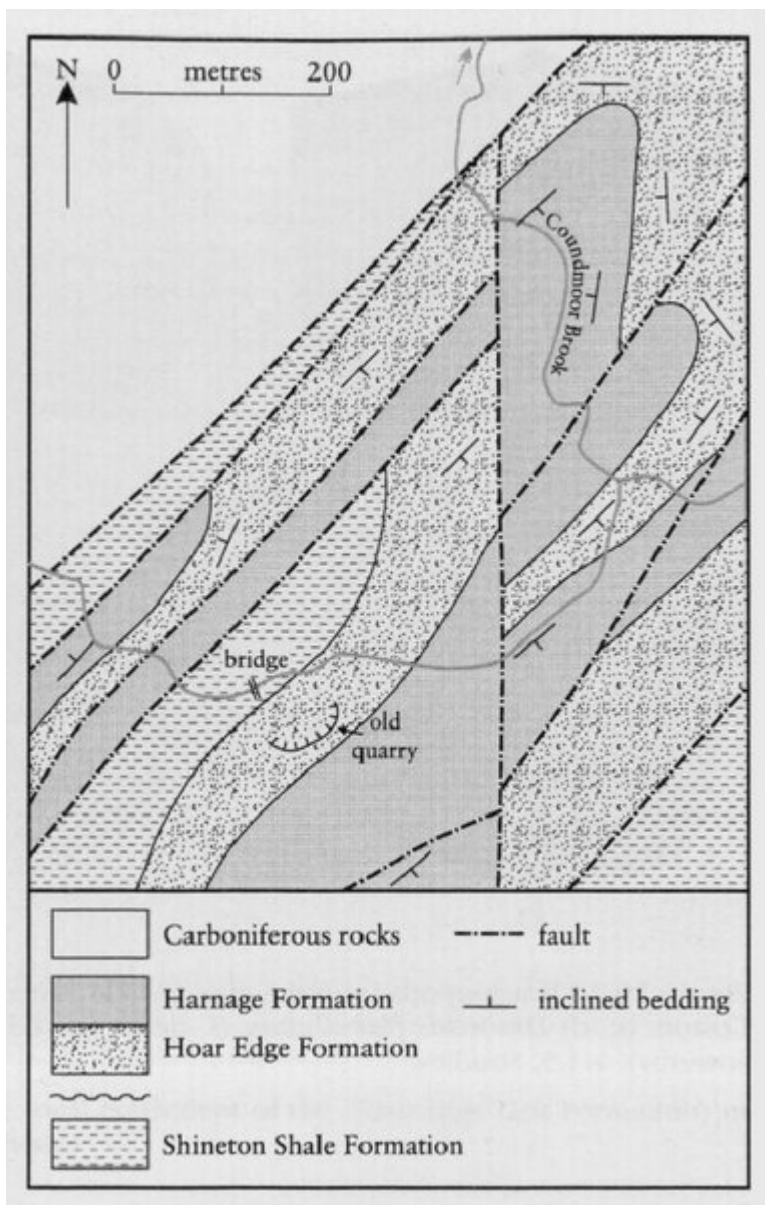 N 0 metres 200
Coundmoor Brook
bridge
old
quarry
Carboniferous rocks
fault
Harnage Formation
inclined bedding
Hoar Edge Formation
Shineton Shale Formation